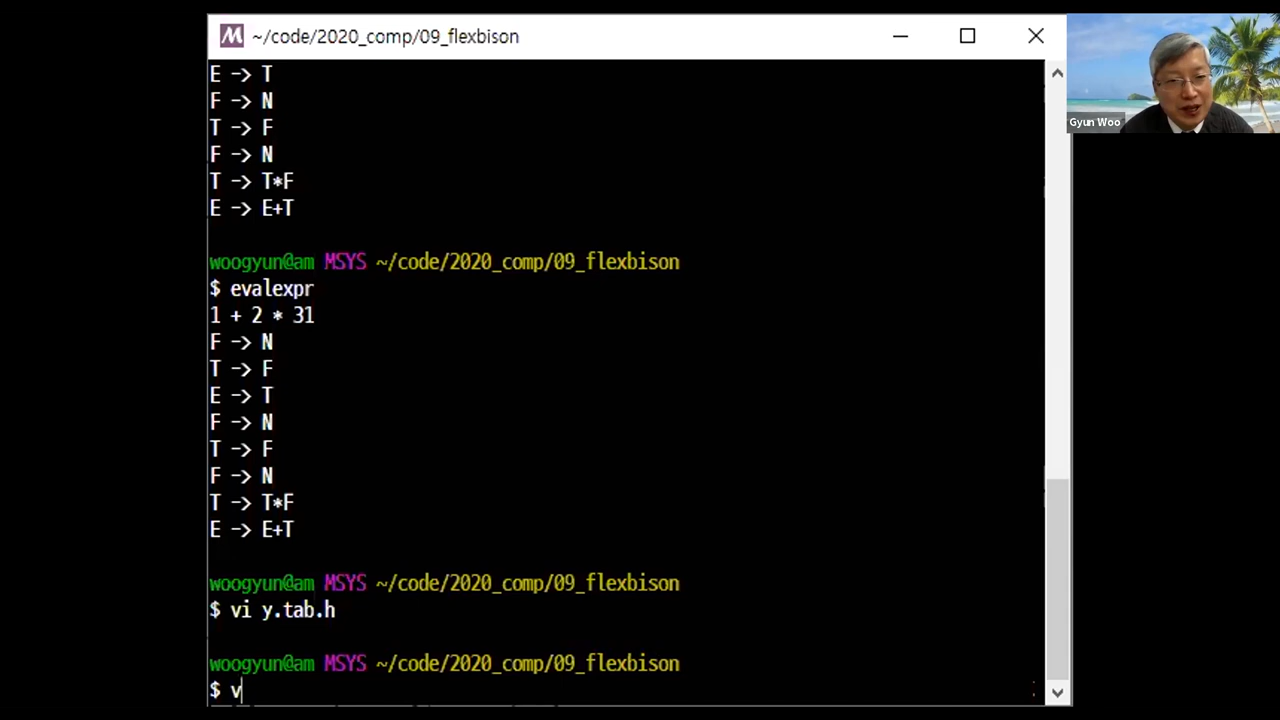 ~/code/2020_comp/09_flexbison
E -> T
F -> N
T -> F
F -> N
T -> T*F
E -> E+T
woogyun@am MSYS ~/code/2020_comp/09_flexbison
$ evalexpr
1 + 2 * 31
F -> N
T -> F
E -> T
F -> N
T -> F
F -> N
T -> T*F
E -> E+T
woogyun@am MSYS ~/code/2020_comp/09_flexbison
$ vi y.tab.h
woogyun@am MSYS ~/code/2020_comp/09_flexbison
$ v
Gyun Woo